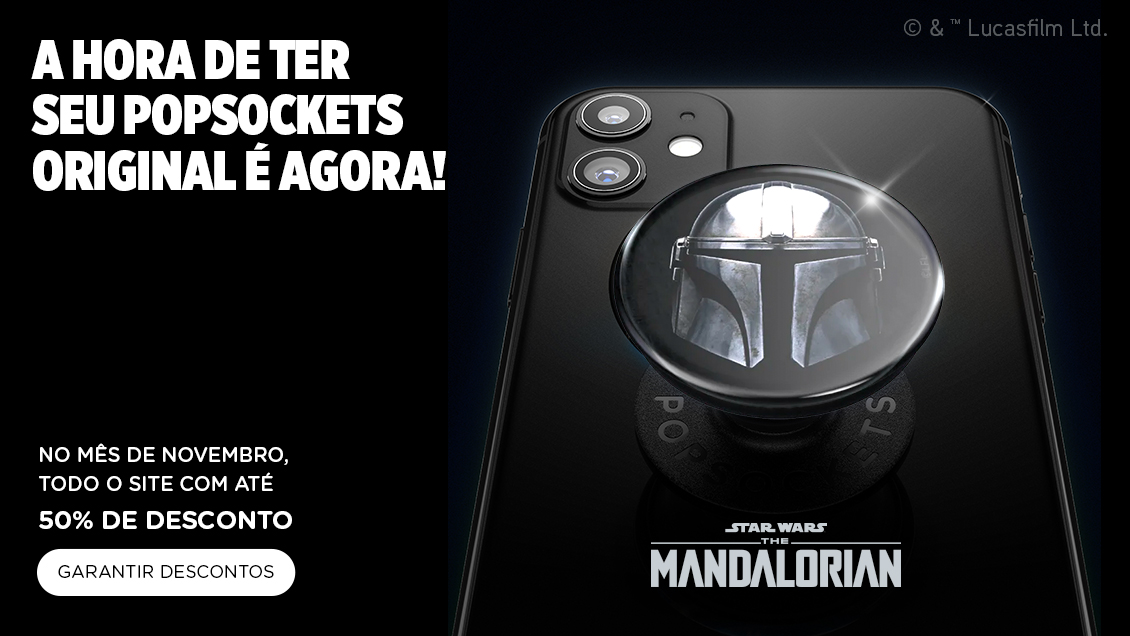 © & ™ Lucasfilm Ltd.
A HORA DE TER
SEU POPSOCKETS
ORIGINAL É AGORA!
POPSOCKETS
NO MÊS DE NOVEMBRO,
TODO O SITE COM ATÉ
50% DE DESCONTO
GARANTIR DESCONTOS
STAR WARS
THE
MANDALORIAN